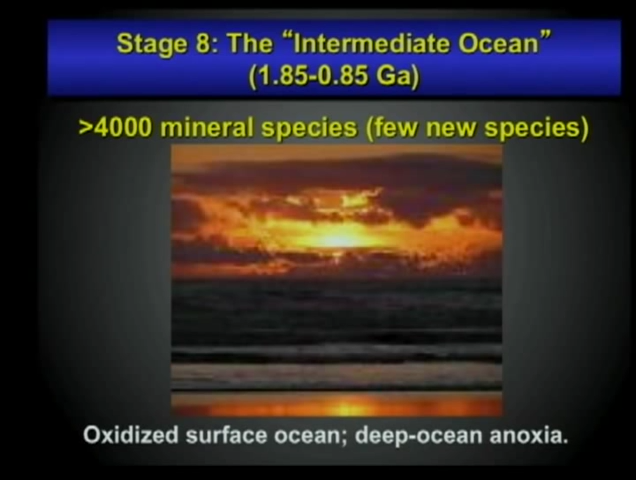 Stage 8: The “Intermediate Ocean”
(1.85-0.85 Ga)
>4000 mineral species (few new species)
Oxidized surface ocean; deep-ocean anoxia.